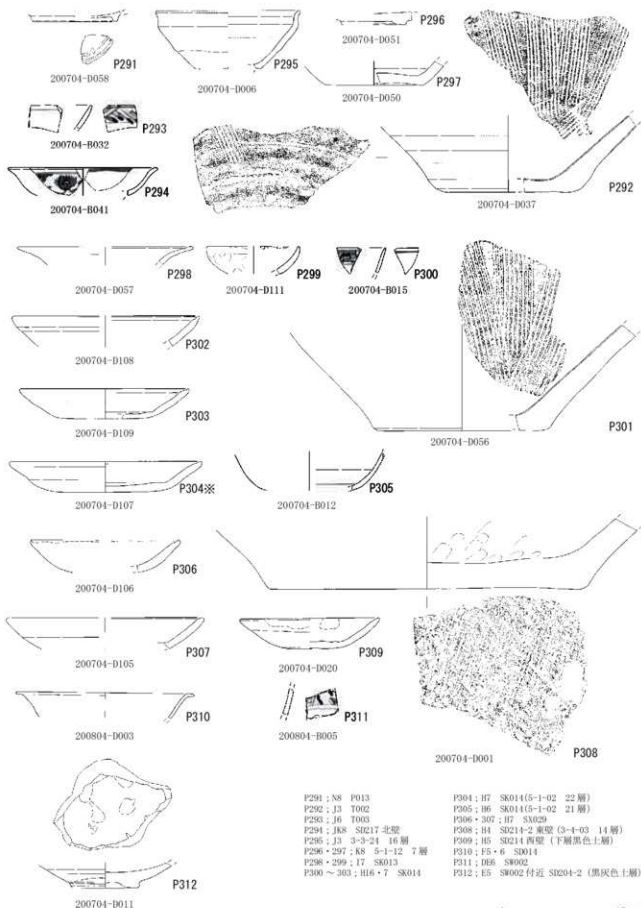 P291
200704-D058
P295
200704-D006
P296
200704-D051
P297
200704-D050
P293
200704-B032
P294
200704-B041
P292
200704-D037
P298
200704-D057
P299
200704-D111
P300
200704-B015
P302
200704-D108
P303
200704-D109
P301
200704-D056
P304※
200704-D107
P305
200704-B012
P306
200704-D106
P307
200704-D105
P309
200704-D020
P310
200804-D003
P311
200804-B005
P308
200704-D001
P312
200704-D011
P291 ; N8 P013
P292 ; J3 T002
P293 ; J6 T003
P294 ; JK8 SD217 北壁
P295 ; J3 3-3-24 16層
P296・297 ; K8 5-1-12 7層
P298・299 ; I7 SK013
P300 ～ 303 ; HI6・7 SK014
P304 ; H7 SK014(5-1-02 22層)
P305 ; H6 SK014(5-1-02 21層)
P306・307 ; H7 SX029
P308 ; H4 SD214-2 東壁 (3-4-03 14層)
P309 ; H5 SD214 西壁 (下層黒色土層)
P310 ; F5・6 SD014
P311 ; DE6 SW002
P312 ; E5 SW002 付近 SD204-2 (黒灰色土層)